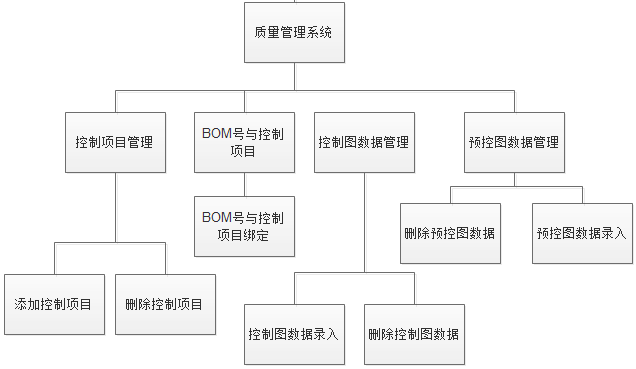 质量管理系统
控制项目管理
BOM号与控制
项目
控制图数据管理
预控图数据管理
BOM号与控制
项目绑定
删除预控图数据
预控图数据录入
添加控制项目
删除控制项目
控制图数据录入
删除控制图数据